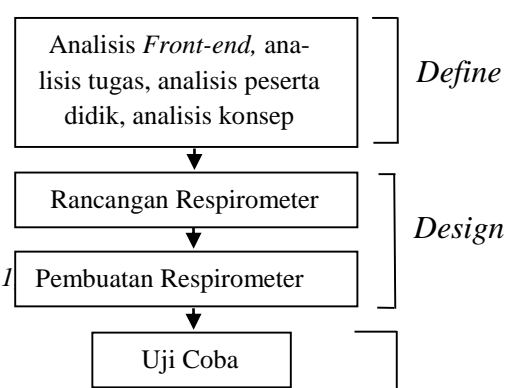 Analisis Front-end, ana-
lisis tugas, analisis peserta
didik, analisis konsep
Define
Rancangan Respirometer
Design
1
Pembuatan Respirometer
Uji Coba